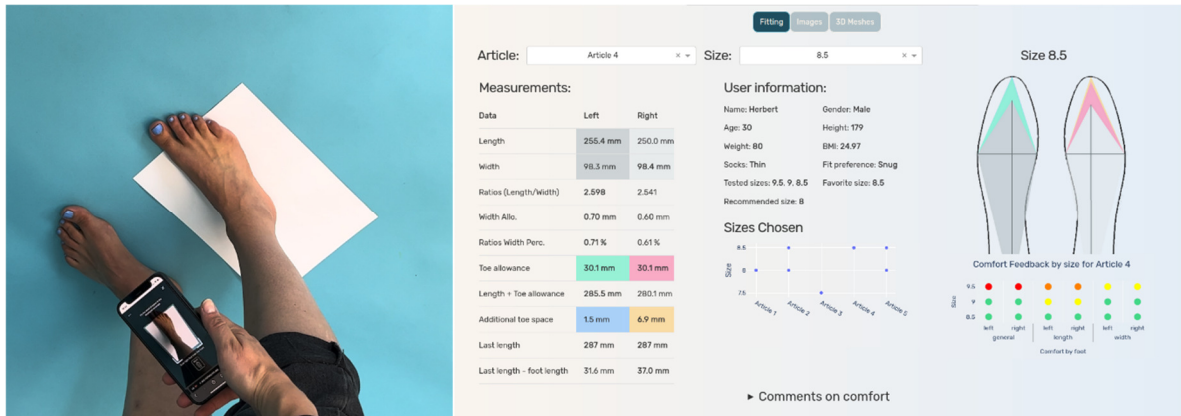 Fitting Images 3D Meshes
Article: Article 4 × Size: 8.5 ×
Measurements:
Data Left Right
Length 255.4 mm 250.0 mm
Width 98.3 mm 98.4 mm
Ratios (Length/Width) 2.598 2.541
Width Allo. 0.70 mm 0.60 mm
Ratios Width Perc. 0.71 % 0.61 %
Toe allowance 30.1 mm 30.1 mm
Length + Toe allowance 285.5 mm 280.1 mm
Additional toe space 1.5 mm 6.9 mm
Last length 287 mm 287 mm
Last length - foot length 31.6 mm 37.0 mm
User information:
Name: Herbert Gender: Male
Age: 30 Height: 179
Weight: 80 BMI: 24.97
Socks: Thin Fit preference: Snug
Tested sizes: 9.5, 9, 8.5 Favorite size: 8.5
Recommended size: 8
Sizes Chosen
Size
8.5
8
7.5
Article 1 Article 2 Article 3 Article 4 Article 5
▸ Comments on comfort
Size 8.5
Comfort Feedback by size for Article 4
Size
9.5
9
8.5
left right left right left right
general length width
Comfort by foot